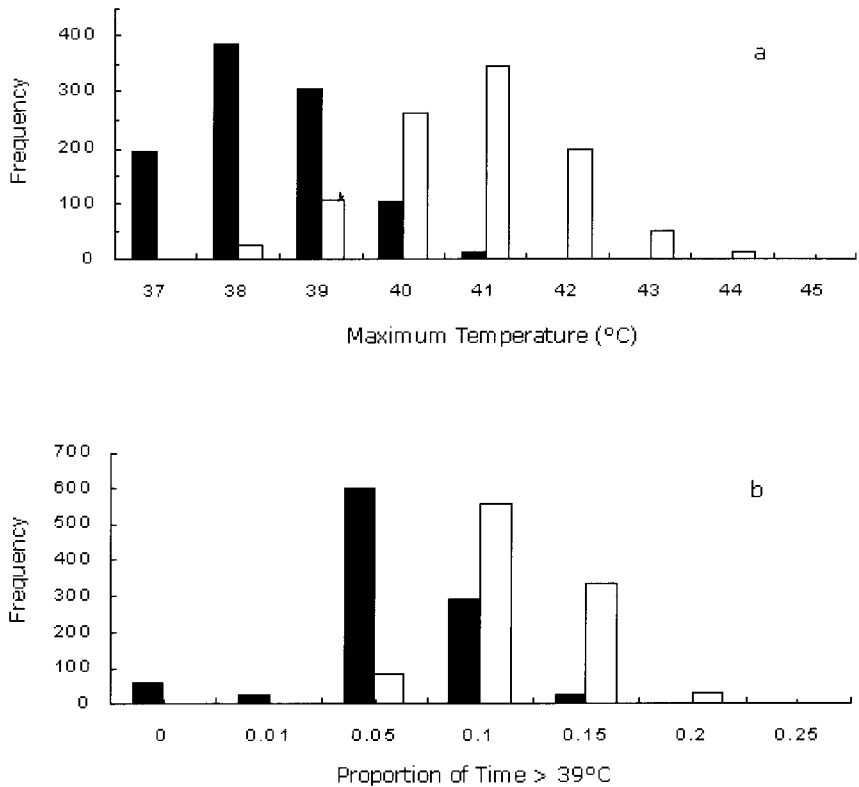 400
300
200
100
0
Frequency
a
37 38 39 40 41 42 43 44 45
Maximum Temperature (ºC)
700
600
500
400
300
200
100
0
Frequency
b
0 0.01 0.05 0.1 0.15 0.2 0.25
Proportion of Time > 39ºC